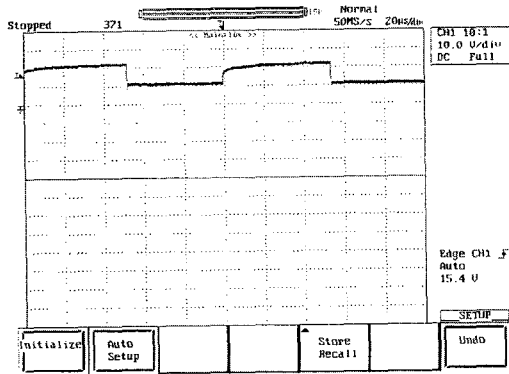 Normal
Stopped 371 50MS/s 20us/div
<< Main:10k >>
CH1 10:1
10.0 V/div
DC Full
Edge CH1
Auto
15.4 V
SETUP
Initialize
Auto
Setup
Store
Recall
Undo